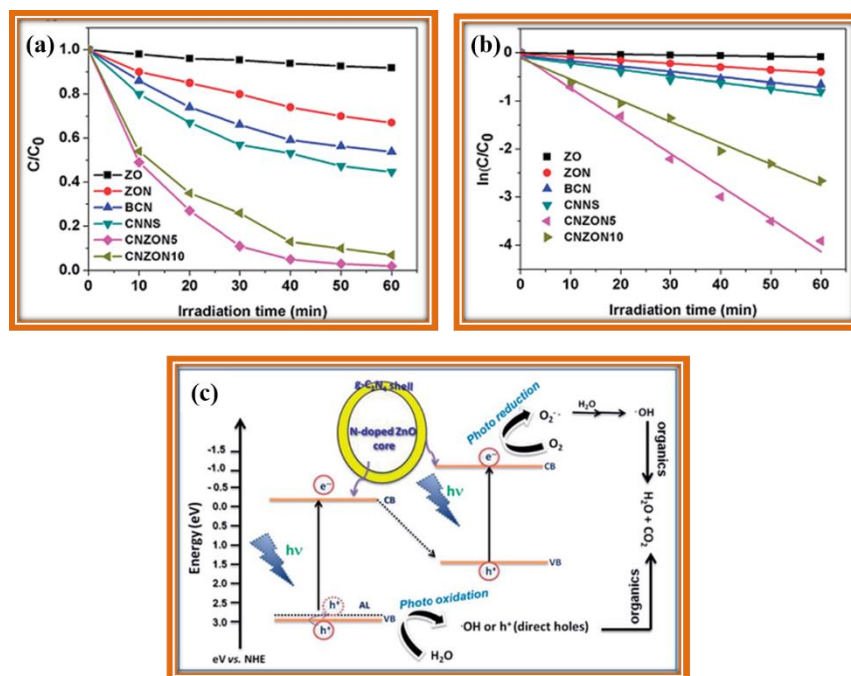 (a)
1.0
0.8
0.6
0.4
0.2
0.0
C/C0
ZO
ZON
BCN
CNNS
CNZON5
CNZON10
0 10 20 30 40 50 60
Irradiation time (min)
(b)
0
-1
-2
-3
-4
ln(C/C0)
ZO
ZON
BCN
CNNS
CNZON5
CNZON10
0 10 20 30 40 50 60
Irradiation time (min)
(c)
g-C3N4 shell
N-doped ZnO
core
Photo reduction
O2·-
H2O
·OH
O2
organics
H2O + CO2
organics
-1.5
-1.0
-0.5
0.0
0.5
1.0
1.5
2.0
2.5
3.0
Energy (eV)
eV vs. NHE
e-
CB
hν
h+
AL
VB
h+
e-
CB
hν
VB
h+
Photo oxidation
·OH or h+ (direct holes)
H2O